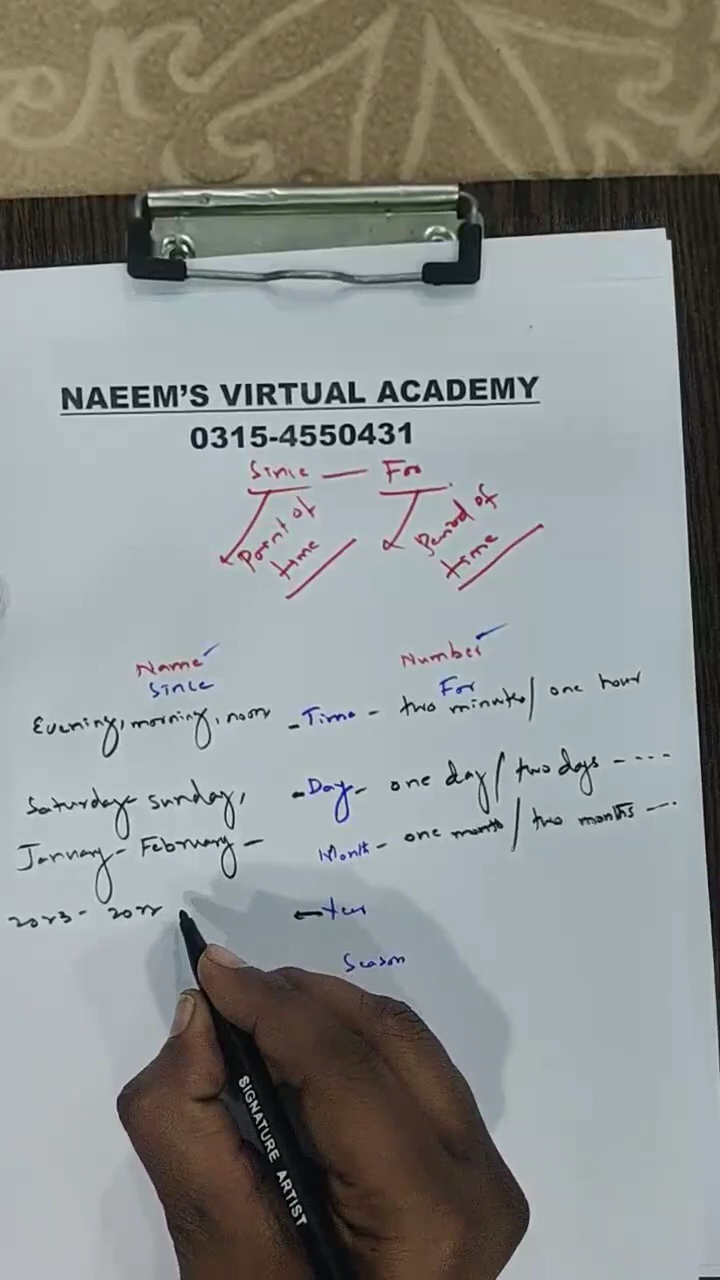 NAEEM'S VIRTUAL ACADEMY
0315-4550431
Since — For
Point of time
Period of time
Name Number
Since For
Evening, morning, noon - Time - two minutes / one hour
Saturday - Sunday, - Day - one day / two days - - - -
January - February - Month - one month / two months - - -
2023 - 2022 - Year
Season
SIGNATURE ARTIST